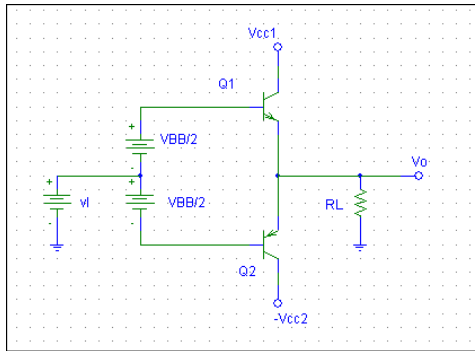 Vcc1
Q1
+
VBB/2
-
Vo
+
+
vI
VBB/2
RL
-
-
Q2
-Vcc2